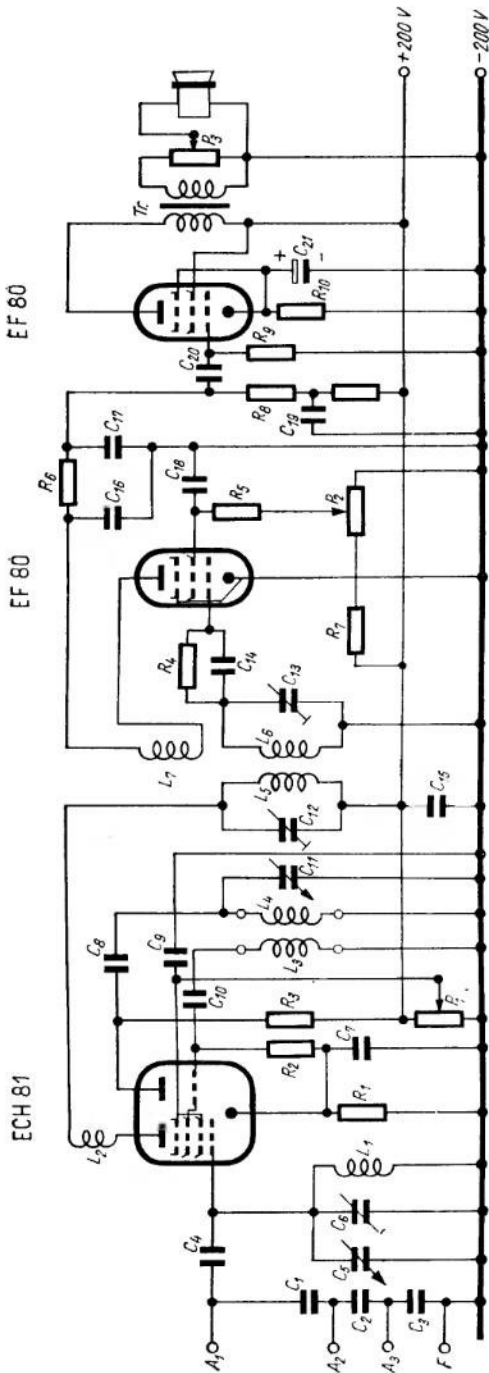 ECH 81
EF 80
EF 80
L2
C8
C9
C10
L7
R6
C16
C17
Tr.
P3
C4
R4
C14
C18
C20
R5
R8
C19
R9
R10
+
C21
-
A1
C1
A2
C2
A3
C3
F
C5
C6
L1
R1
R2
C7
R3
P1
L3
L4
C11
C12
L5
L6
C13
C15
R7
P2
+200 V
-200 V